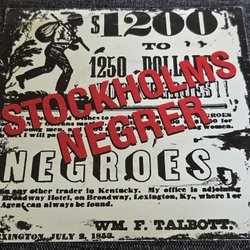 $1200
TO
1250 DOLL
STOCKHOLMS
NEGRER
NEGROES,
any other trader in Kentucky. My office is adjoining
Broadway Hotel, on Broadway, Lexington, Ky., where I or
Agent can always be found.
WM. F. TALBOTT.
LEXINGTON, JULY 2, 1853.